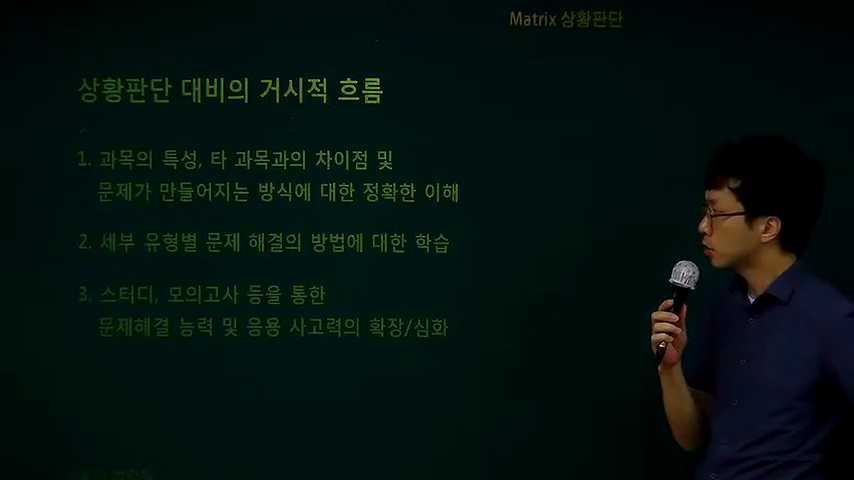 Matrix 상황판단
상황판단 대비의 거시적 흐름
1. 과목의 특성, 타 과목과의 차이점 및
문제가 만들어지는 방식에 대한 정확한 이해
2. 세부 유형별 문제 해결의 방법에 대한 학습
3. 스터디, 모의고사 등을 통한
문제해결 능력 및 응용 사고력의 확장/심화